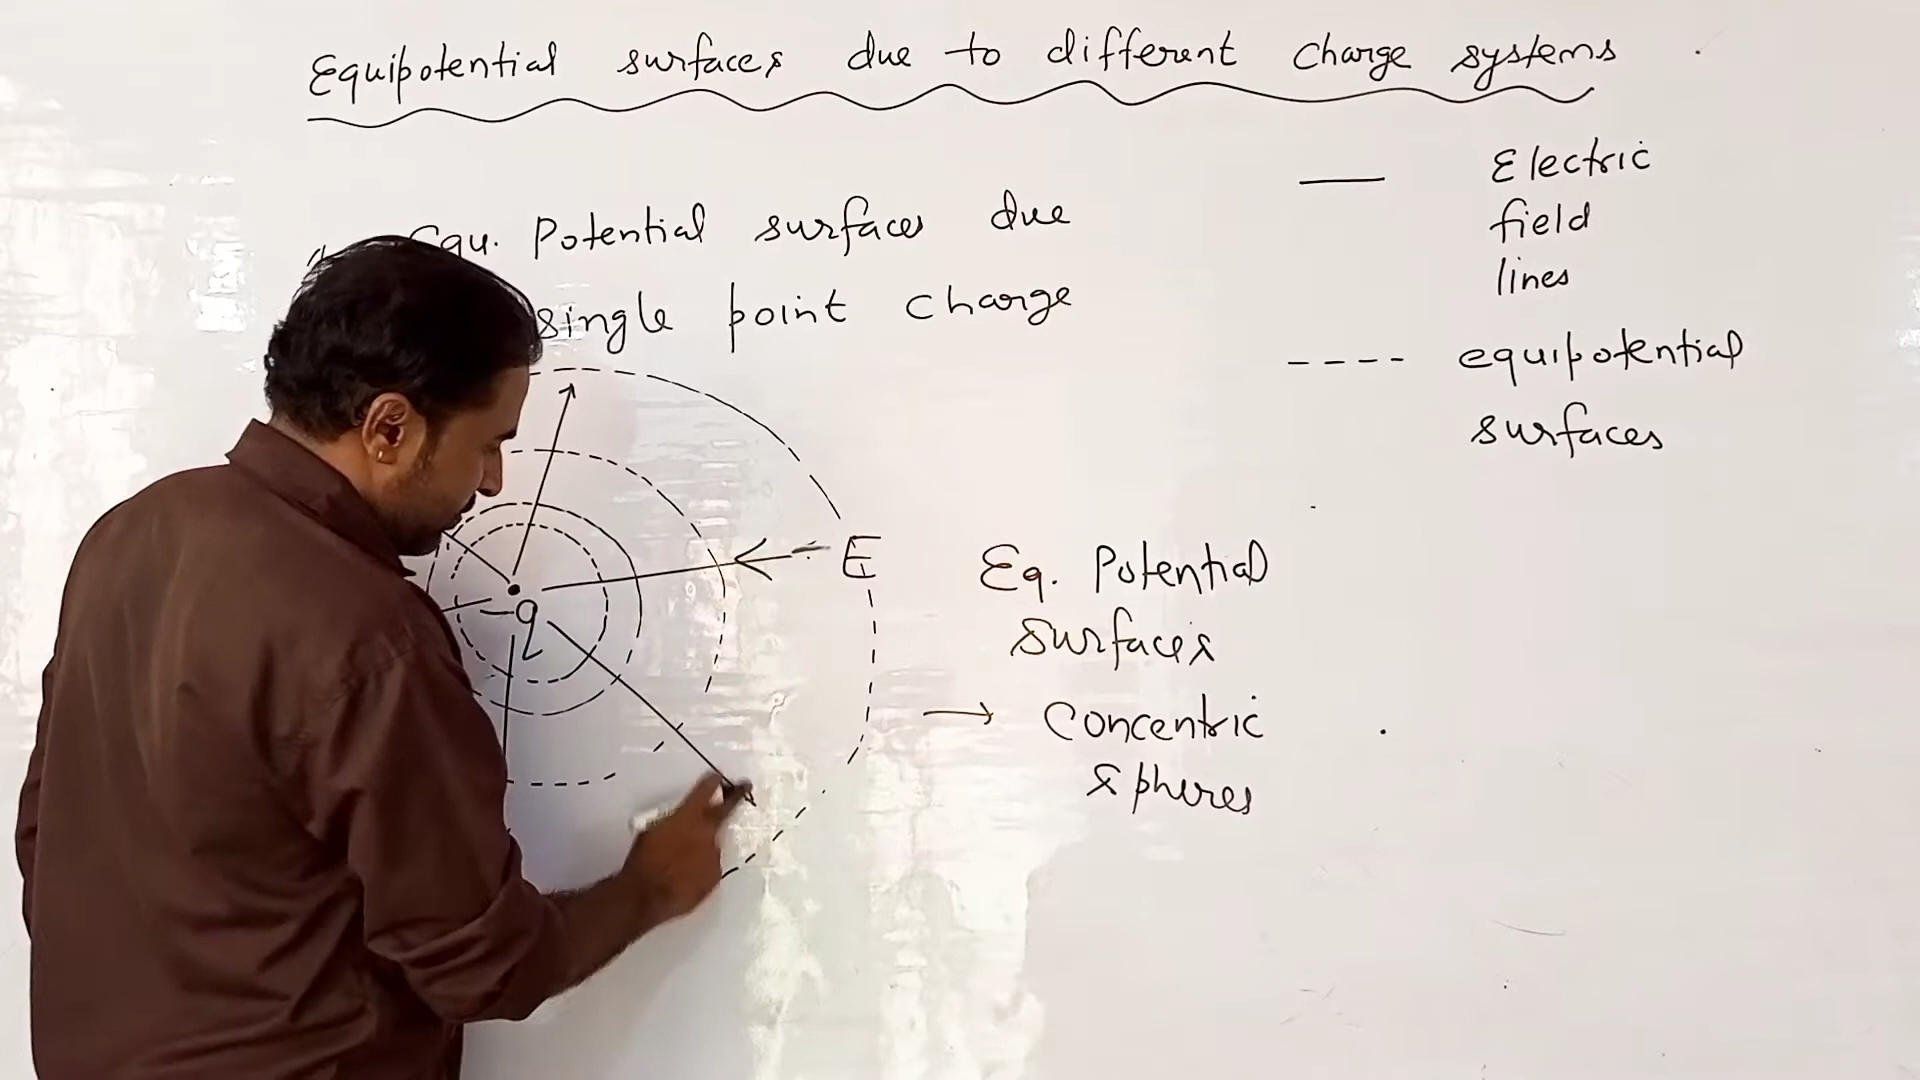 Equipotential surfaces due to different charge systems
Equ. Potential surfaces due
single point charge
Electric
field
lines
equipotential
surfaces
E
-q
Eq. Potential
surfaces
→ Concentric
spheres